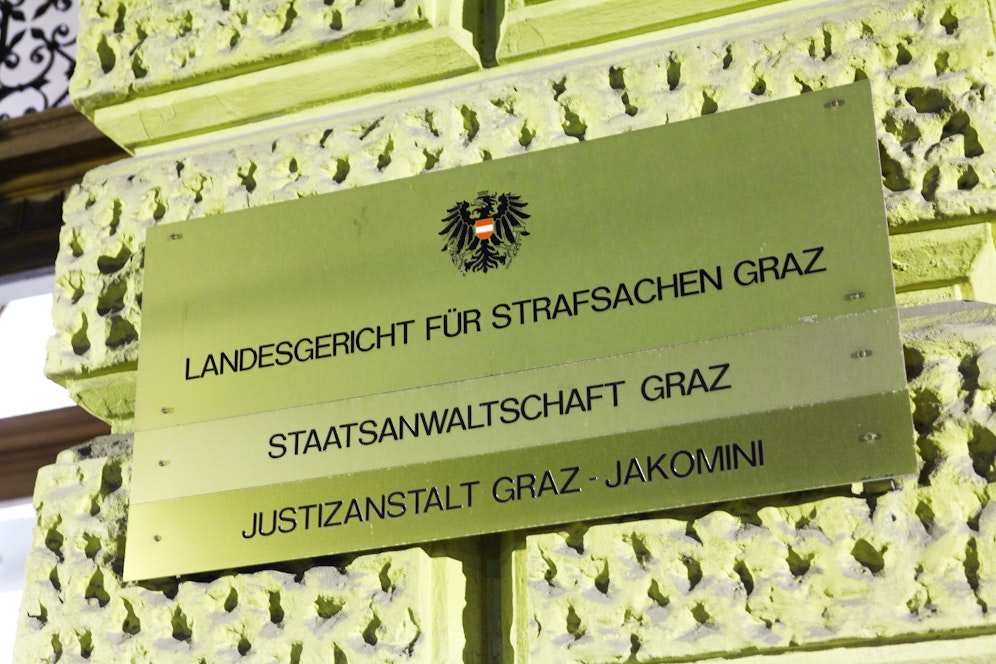 LANDESGERICHT FÜR STRAFSACHEN GRAZ
STAATSANWALTSCHAFT GRAZ
JUSTIZANSTALT GRAZ - JAKOMINI